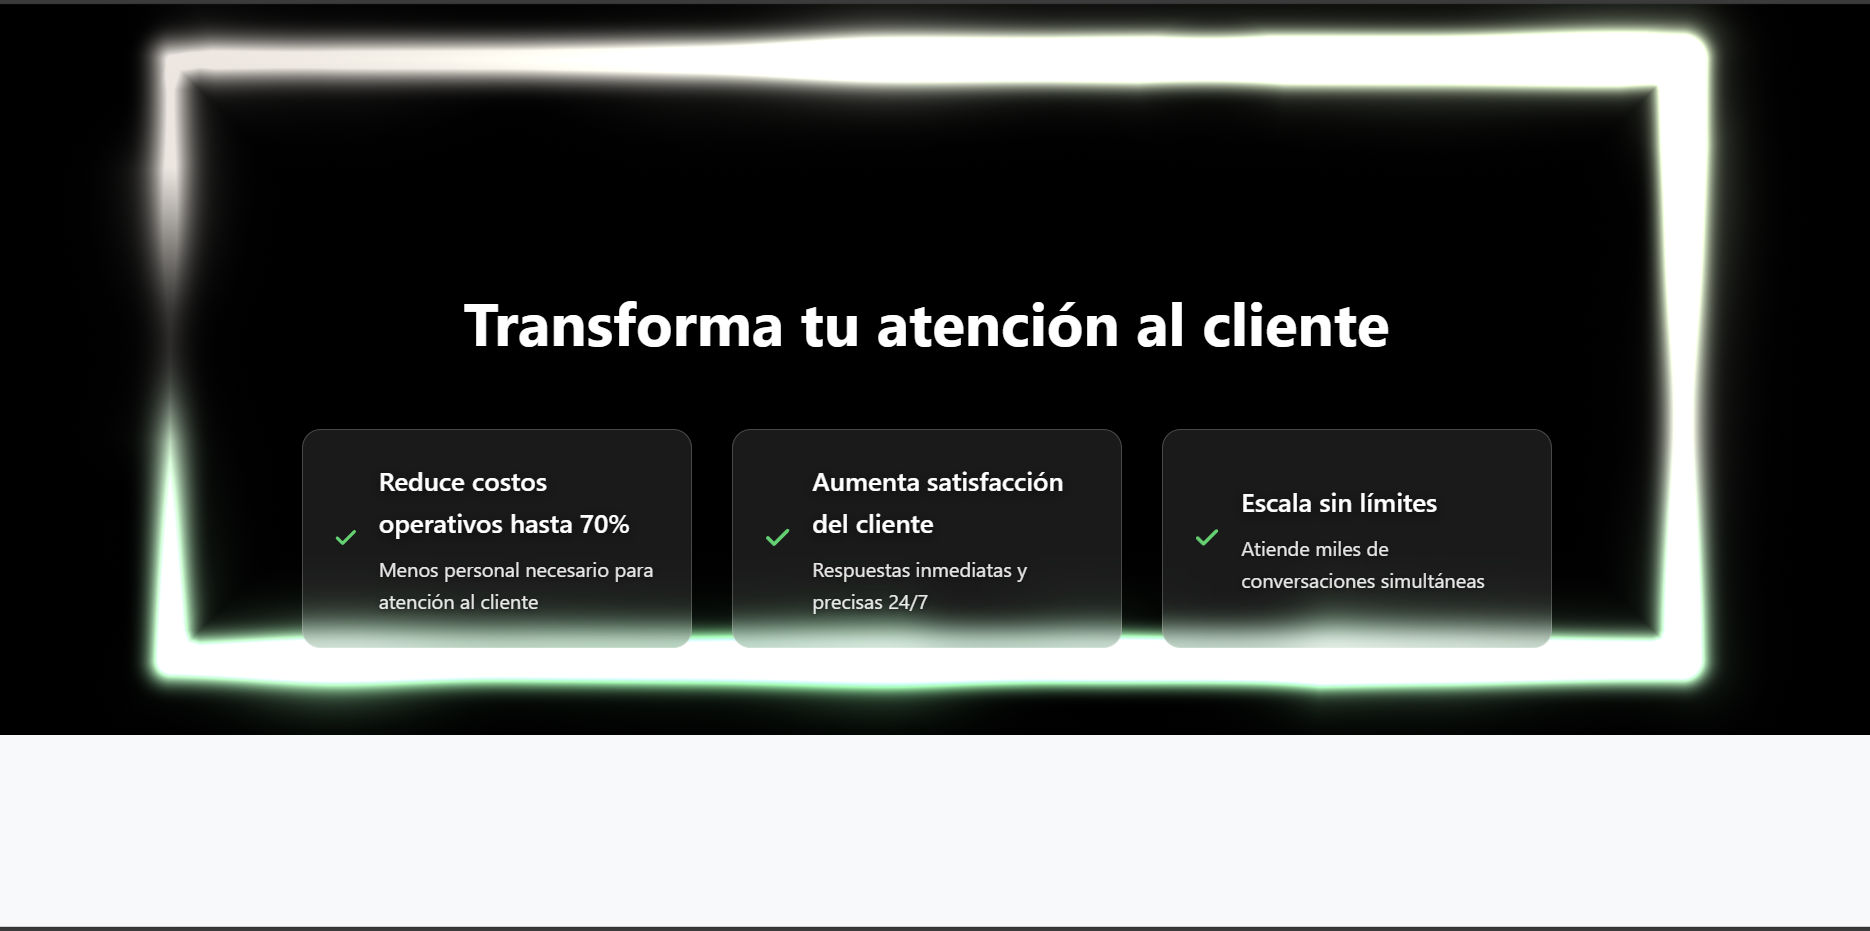 Transforma tu atención al cliente
Reduce costos
operativos hasta 70%
Menos personal necesario para
atención al cliente
Aumenta satisfacción
del cliente
Respuestas inmediatas y
precisas 24/7
Escala sin límites
Atiende miles de
conversaciones simultáneas